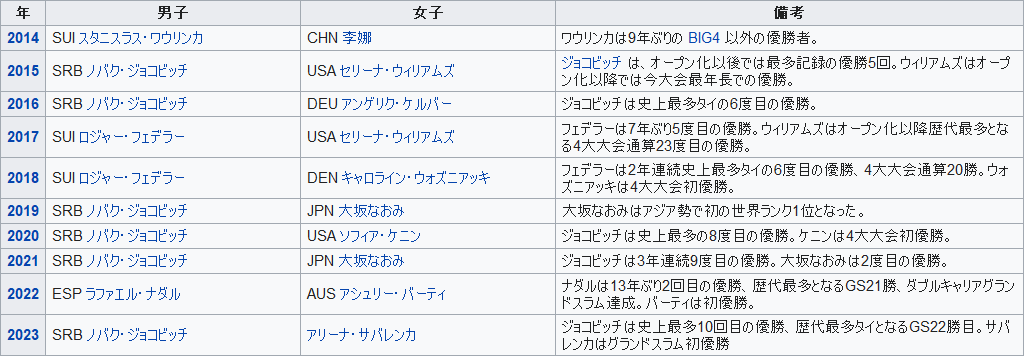 年 男子 女子 備考
2014 SUI スタニスラス・ワウリンカ CHN 李娜 ワウリンカは9年ぶりの BIG4 以外の優勝者。
2015 SRB ノバク・ジョコビッチ USA セリーナ・ウィリアムズ ジョコビッチ は、オープン化以後では最多記録の優勝5回。ウィリアムズはオープ
ン化以降では今大会最年長での優勝。
2016 SRB ノバク・ジョコビッチ DEU アンゲリク・ケルバー ジョコビッチは史上最多タイの6度目の優勝。
2017 SUI ロジャー・フェデラー USA セリーナ・ウィリアムズ フェデラーは7年ぶり5度目の優勝。ウィリアムズはオープン化以降歴代最多とな
る4大大会通算23度目の優勝。
2018 SUI ロジャー・フェデラー DEN キャロライン・ウォズニアッキ フェデラーは2年連続史上最多タイの6度目の優勝、4大大会通算20勝。ウォ
ズニアッキは4大大会初優勝。
2019 SRB ノバク・ジョコビッチ JPN 大坂なおみ 大坂なおみはアジア勢で初の世界ランク1位となった。
2020 SRB ノバク・ジョコビッチ USA ソフィア・ケニン ジョコビッチは史上最多の8度目の優勝。ケニンは4大大会初優勝。
2021 SRB ノバク・ジョコビッチ JPN 大坂なおみ ジョコビッチは3年連続9度目の優勝。大坂なおみは2度目の優勝。
2022 ESP ラファエル・ナダル AUS アシュリー・バーティ ナダルは13年ぶり2回目の優勝、歴代最多となるGS21勝、ダブルキャリアグラン
ドスラム達成。バーティは初優勝。
2023 SRB ノバク・ジョコビッチ アリーナ・サバレンカ ジョコビッチは史上最多10回目の優勝、歴代最多タイとなるGS22勝目。サバ
レンカはグランドスラム初優勝